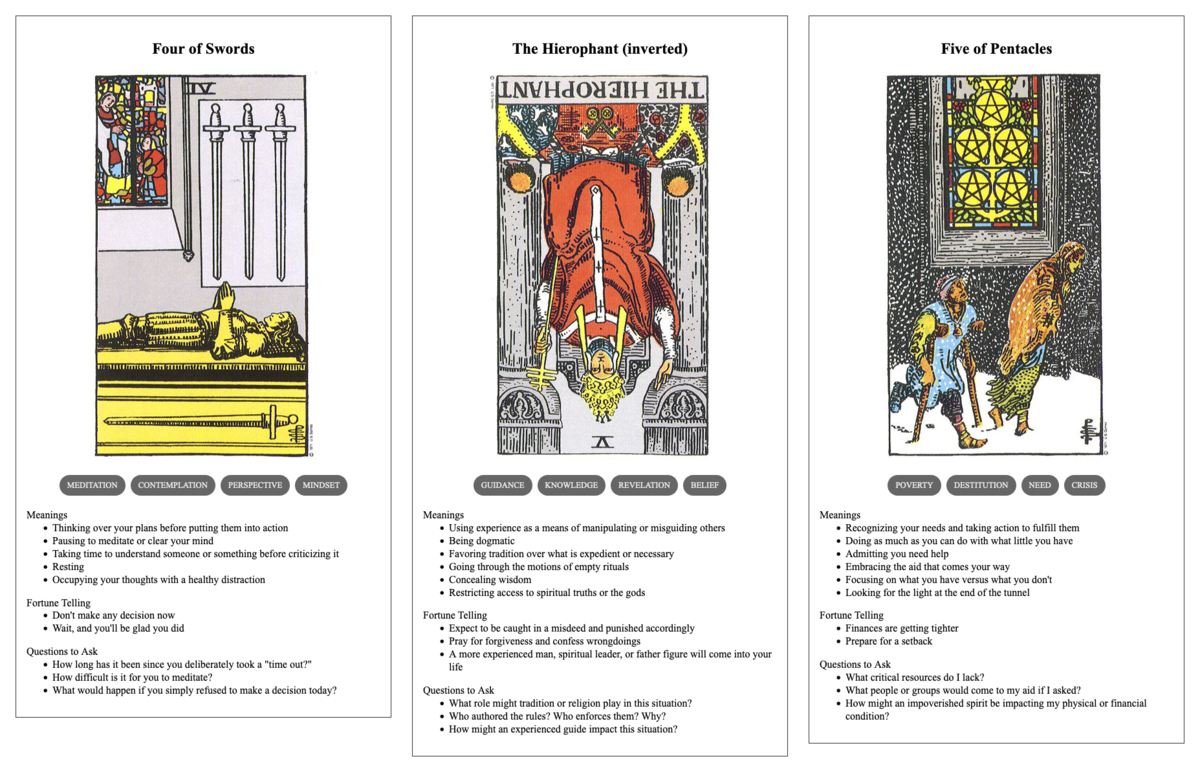 Four of Swords
IV
MEDITATION
CONTEMPLATION
PERSPECTIVE
MINDSET
Meanings
• Thinking over your plans before putting them into action
• Pausing to meditate or clear your mind
• Taking time to understand someone or something before criticizing it
• Resting
• Occupying your thoughts with a healthy distraction
Fortune Telling
• Don't make any decision now
• Wait, and you'll be glad you did
Questions to Ask
• How long has it been since you deliberately took a "time out?"
• How difficult is it for you to meditate?
• What would happen if you simply refused to make a decision today?
The Hierophant (inverted)
THE HIEROPHANT
V
GUIDANCE
KNOWLEDGE
REVELATION
BELIEF
Meanings
• Using experience as a means of manipulating or misguiding others
• Being dogmatic
• Favoring tradition over what is expedient or necessary
• Going through the motions of empty rituals
• Concealing wisdom
• Restricting access to spiritual truths or the gods
Fortune Telling
• Expect to be caught in a misdeed and punished accordingly
• Pray for forgiveness and confess wrongdoings
• A more experienced man, spiritual leader, or father figure will come into your
life
Questions to Ask
• What role might tradition or religion play in this situation?
• Who authored the rules? Who enforces them? Why?
• How might an experienced guide impact this situation?
Five of Pentacles
POVERTY
DESTITUTION
NEED
CRISIS
Meanings
• Recognizing your needs and taking action to fulfill them
• Doing as much as you can do with what little you have
• Admitting you need help
• Embracing the aid that comes your way
• Focusing on what you have versus what you don't
• Looking for the light at the end of the tunnel
Fortune Telling
• Finances are getting tighter
• Prepare for a setback
Questions to Ask
• What critical resources do I lack?
• What people or groups would come to my aid if I asked?
• How might an impoverished spirit be impacting my physical or financial
condition?